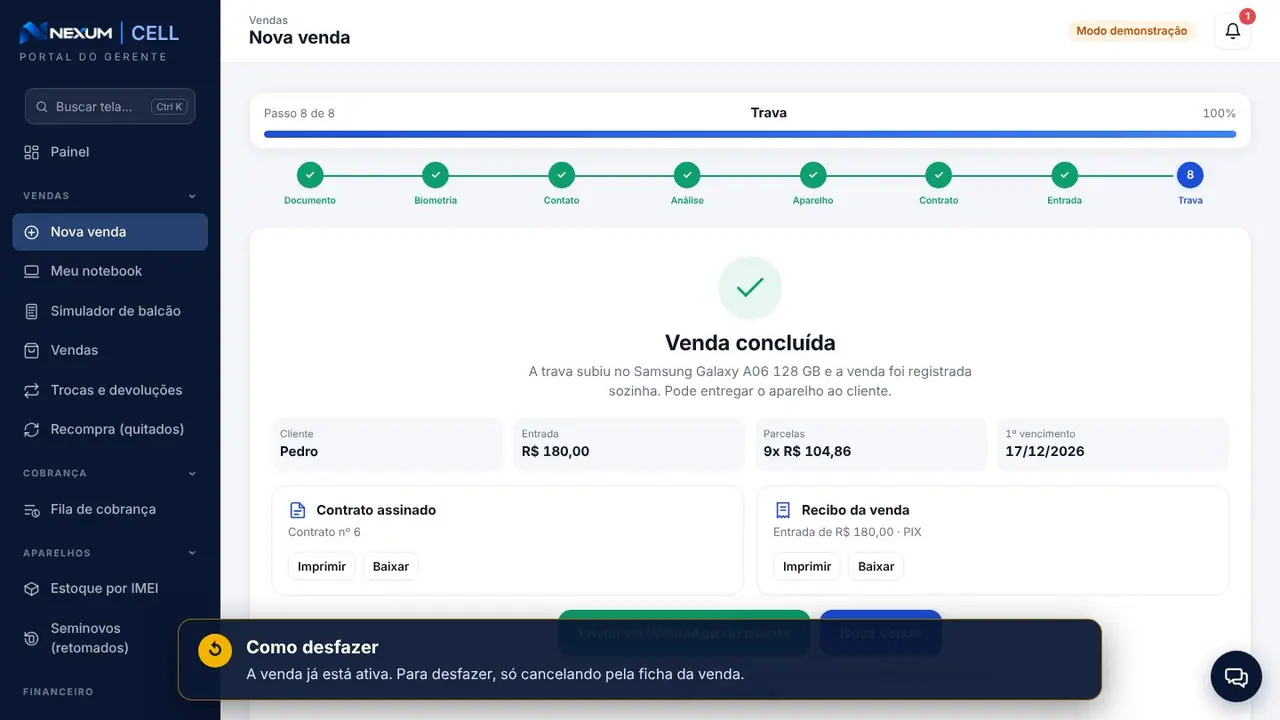 NEXUM | CELL
PORTAL DO GERENTE
Buscar tela... Ctrl K
Painel
VENDAS
Nova venda
Meu notebook
Simulador de balcão
Vendas
Trocas e devoluções
Recompra (quitados)
COBRANÇA
Fila de cobrança
APARELHOS
Estoque por IMEI
Seminovos
(retomados)
FINANCEIRO
Vendas
Nova venda
Modo demonstração
1
Passo 8 de 8
Trava
100%
8
Documento
Biometria
Contato
Análise
Aparelho
Contrato
Entrada
Trava
Venda concluída
A trava subiu no Samsung Galaxy A06 128 GB e a venda foi registrada
sozinha. Pode entregar o aparelho ao cliente.
Cliente
Pedro
Entrada
R$ 180,00
Parcelas
9x R$ 104,86
1º vencimento
17/12/2026
Contrato assinado
Contrato nº 6
Imprimir
Baixar
Recibo da venda
Entrada de R$ 180,00 · PIX
Imprimir
Baixar
Nova venda
Como desfazer
A venda já está ativa. Para desfazer, só cancelando pela ficha da venda.